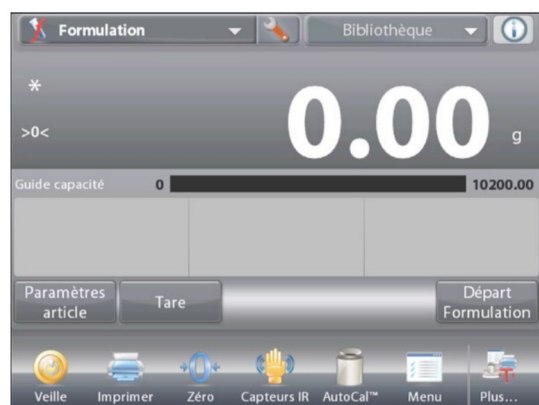 Formulation
Bibliothèque
*
>0<
0.00 g
Guide capacité 0 10200.00
Paramètres article
Tare
Départ Formulation
Veille Imprimer Zéro Capteurs IR AutoCal™ Menu Plus...